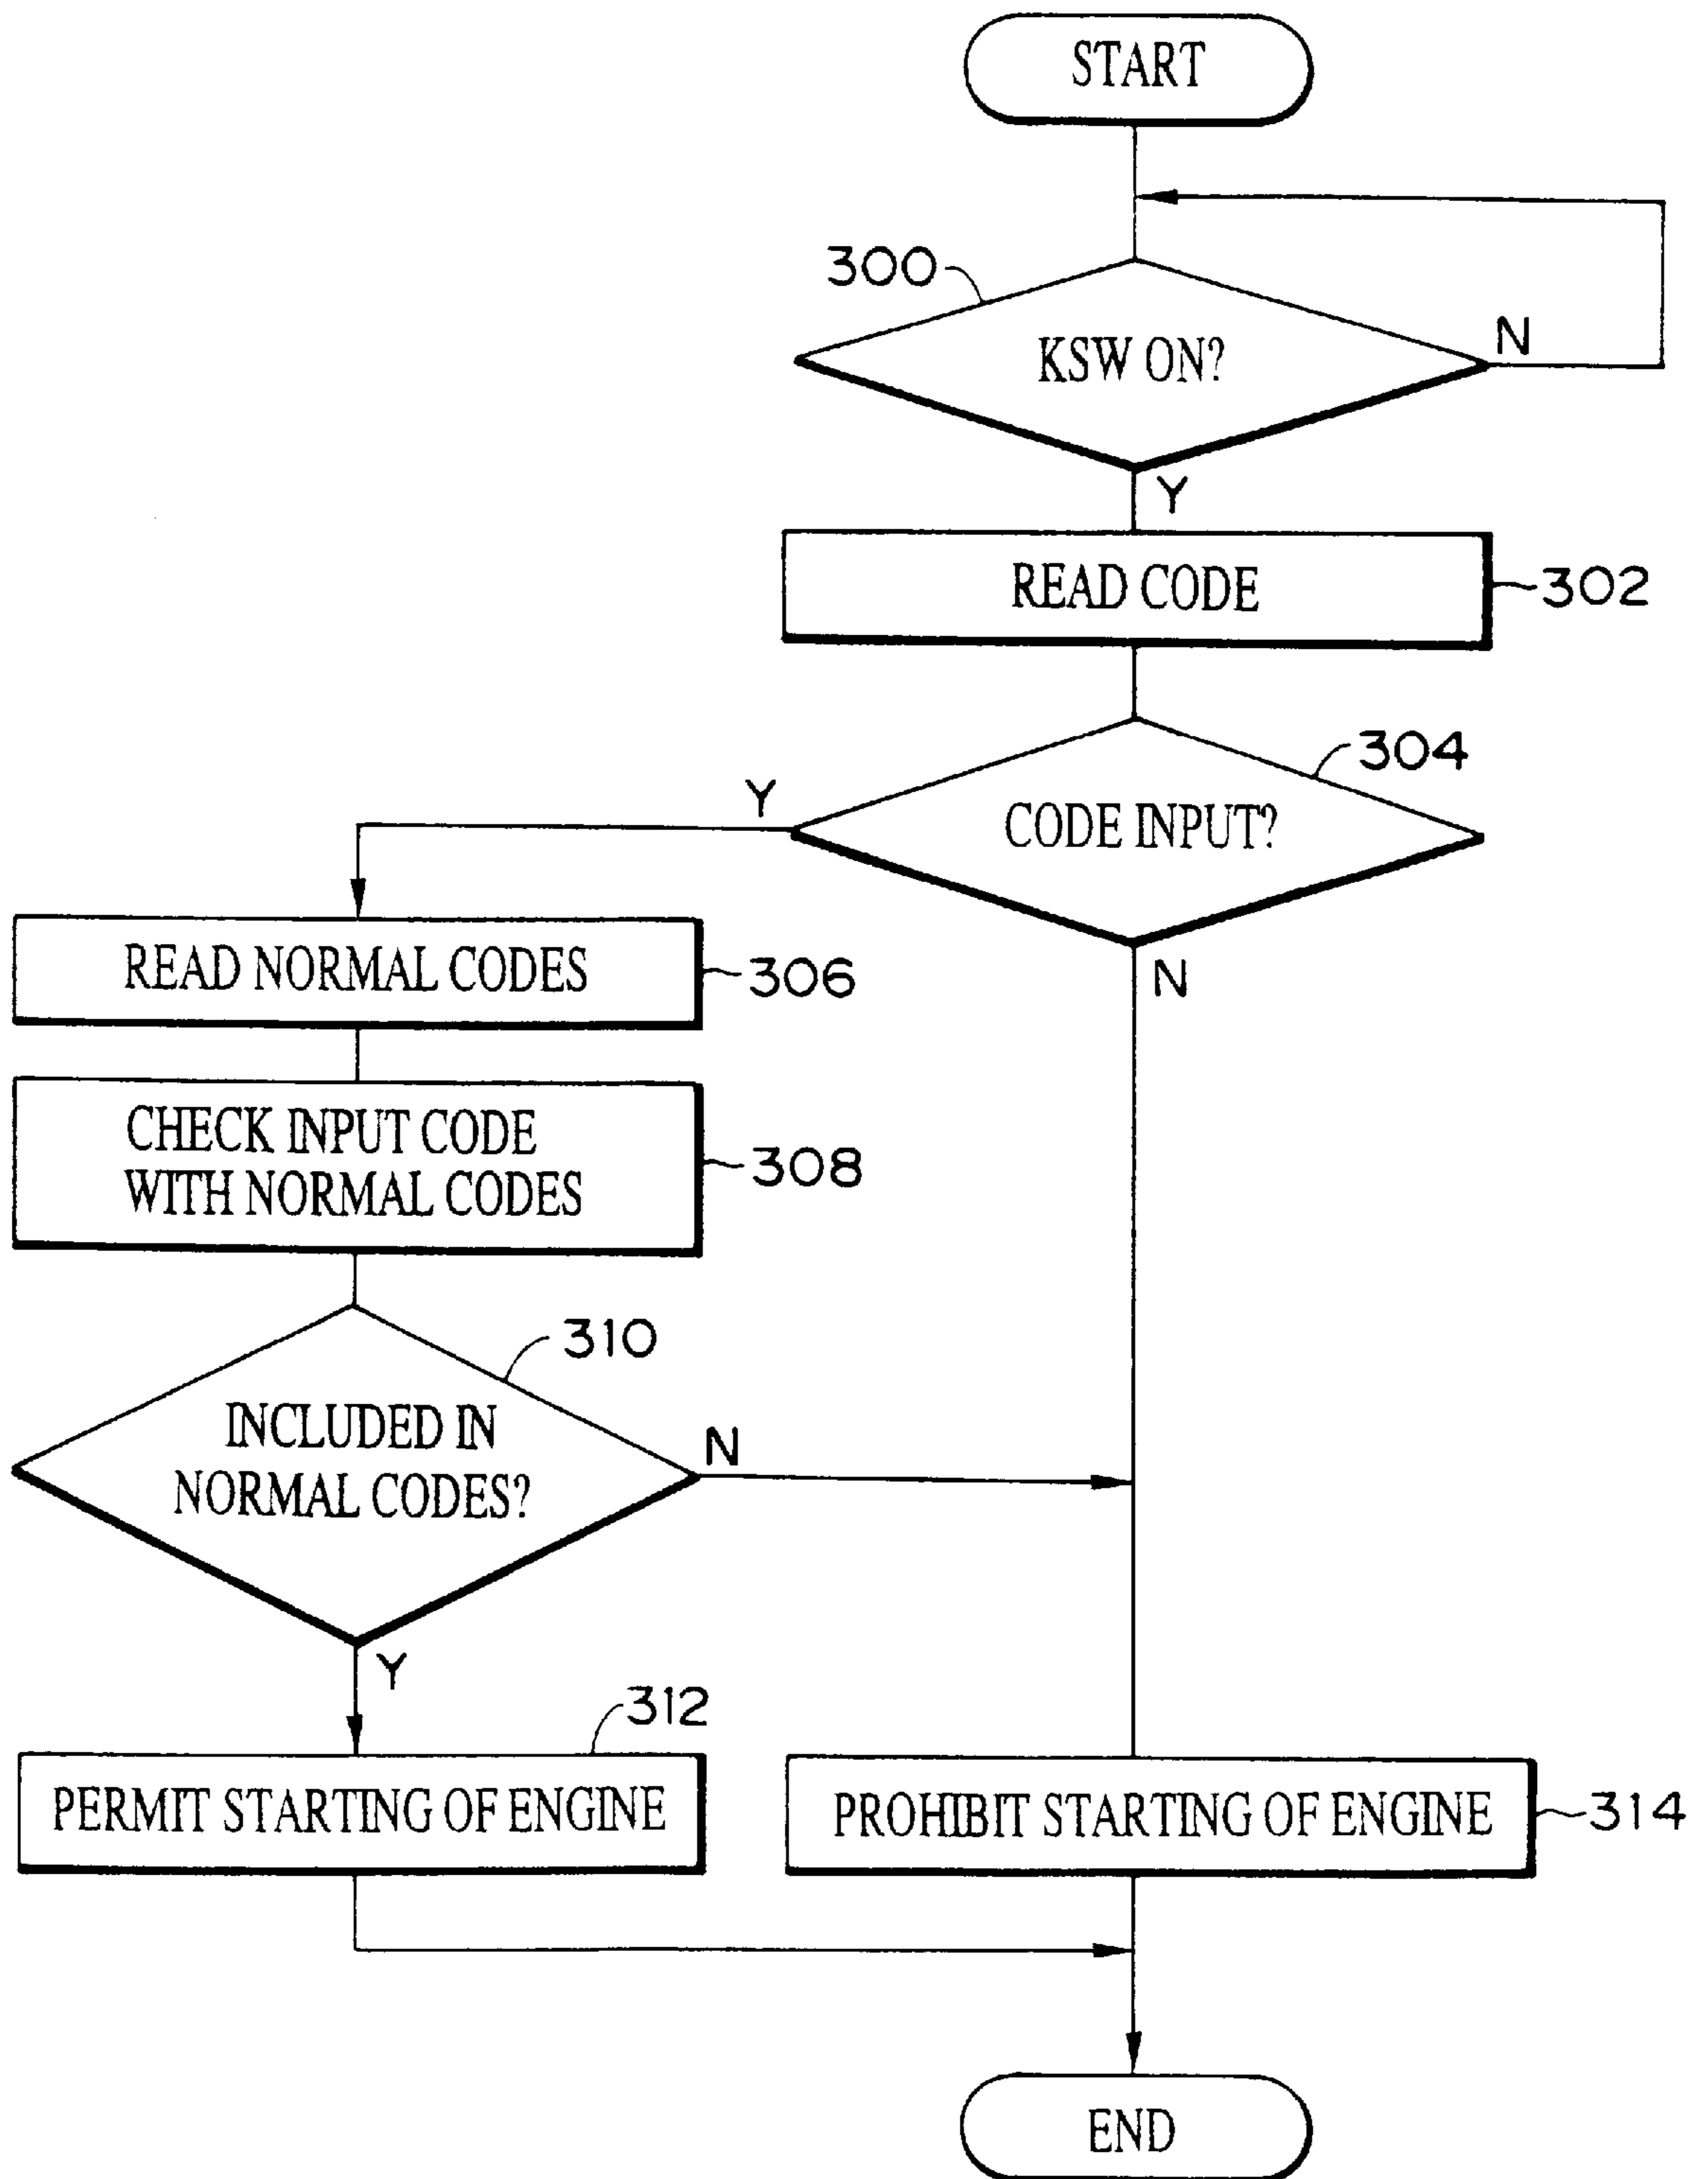 START
300
KSW ON?
N
Y
READ CODE
302
304
CODE INPUT?
Y
N
READ NORMAL CODES
306
CHECK INPUT CODE
WITH NORMAL CODES
308
310
INCLUDED IN
NORMAL CODES?
N
Y
312
PERMIT STARTING OF ENGINE
PROHIBIT STARTING OF ENGINE
314
END